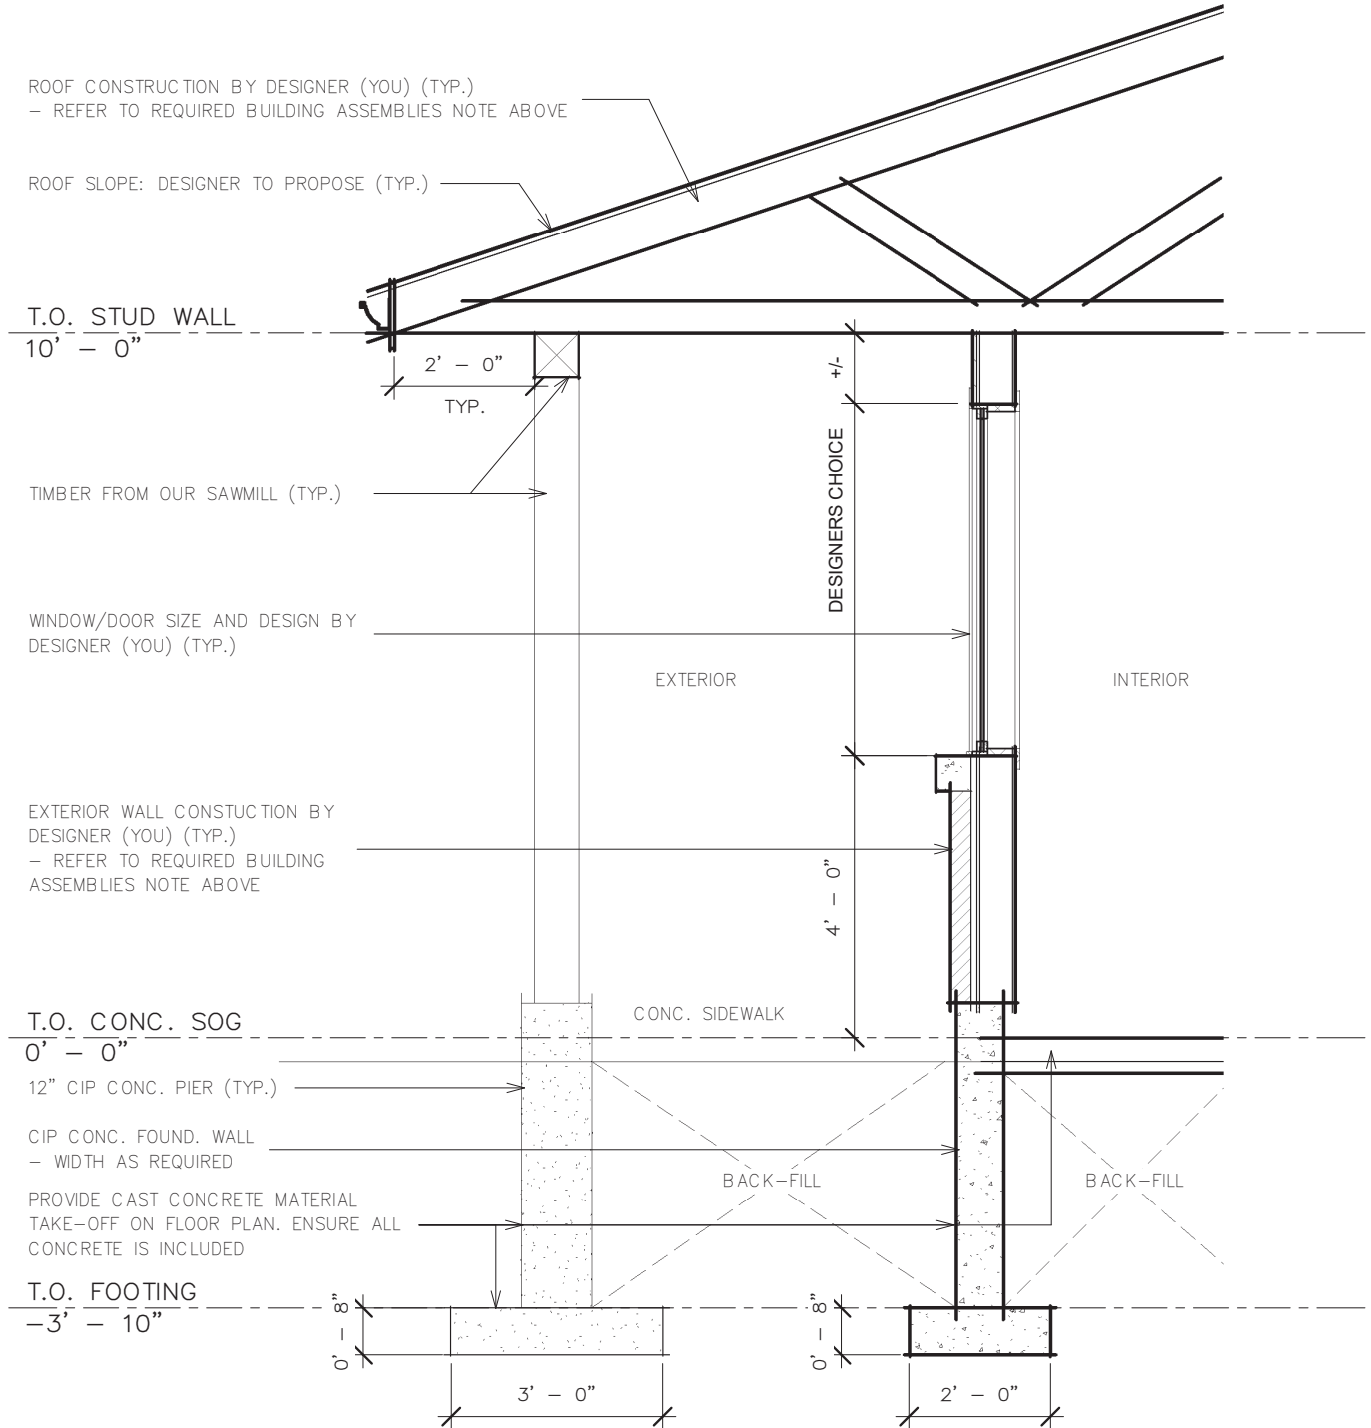 ROOF CONSTRUCTION BY DESIGNER (YOU) (TYP.)
– REFER TO REQUIRED BUILDING ASSEMBLIES NOTE ABOVE
ROOF SLOPE: DESIGNER TO PROPOSE (TYP.)
T.O. STUD WALL
10' – 0"
2' – 0"
TYP.
+/-
DESIGNERS CHOICE
TIMBER FROM OUR SAWMILL (TYP.)
WINDOW/DOOR SIZE AND DESIGN BY
DESIGNER (YOU) (TYP.)
EXTERIOR
INTERIOR
EXTERIOR WALL CONSTUCTION BY
DESIGNER (YOU) (TYP.)
– REFER TO REQUIRED BUILDING
ASSEMBLIES NOTE ABOVE
4' – 0"
T.O. CONC. SOG
0' – 0"
CONC. SIDEWALK
12" CIP CONC. PIER (TYP.)
CIP CONC. FOUND. WALL
– WIDTH AS REQUIRED
BACK–FILL
BACK–FILL
PROVIDE CAST CONCRETE MATERIAL
TAKE–OFF ON FLOOR PLAN. ENSURE ALL
CONCRETE IS INCLUDED
T.O. FOOTING
–3' – 10"
0' – 8"
0' – 8"
3' – 0"
2' – 0"